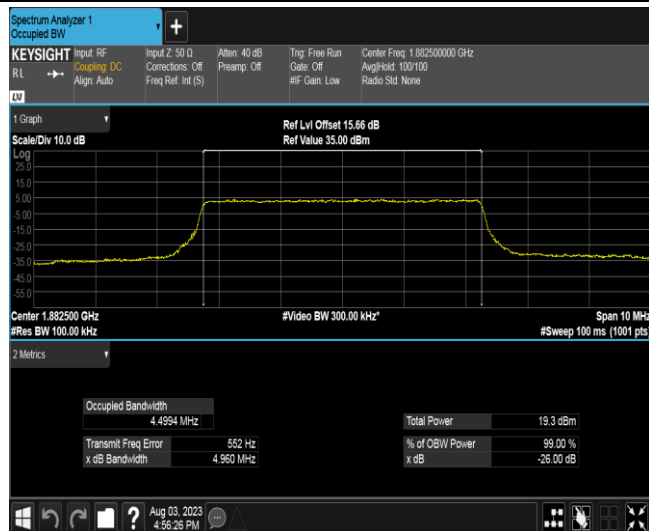 Spectrum Analyzer 1
Occupied BW
+
KEYSIGHT
RL
Input: RF
Coupling: DC
Align: Auto
Input Z: 50 Ω
Corrections: Off
Freq Ref: Int (S)
Atten: 40 dB
Preamp: Off
Trig: Free Run
Gate: Off
#IF Gain: Low
Center Freq: 1.882500000 GHz
Avg|Hold: 100/100
Radio Std: None
LXI
1 Graph
Scale/Div 10.0 dB
Ref Lvl Offset 15.66 dB
Ref Value 35.00 dBm
Log
25.0
15.0
5.00
-5.00
-15.0
-25.0
-35.0
-45.0
-55.0
Center 1.882500 GHz
#Res BW 100.00 kHz
#Video BW 300.00 kHz*
Span 10 MHz
#Sweep 100 ms (1001 pts)
2 Metrics
Occupied Bandwidth
4.4994 MHz
Transmit Freq Error 552 Hz
x dB Bandwidth 4.960 MHz
Total Power 19.3 dBm
% of OBW Power 99.00 %
x dB -26.00 dB
?
Aug 03, 2023
4:56:26 PM